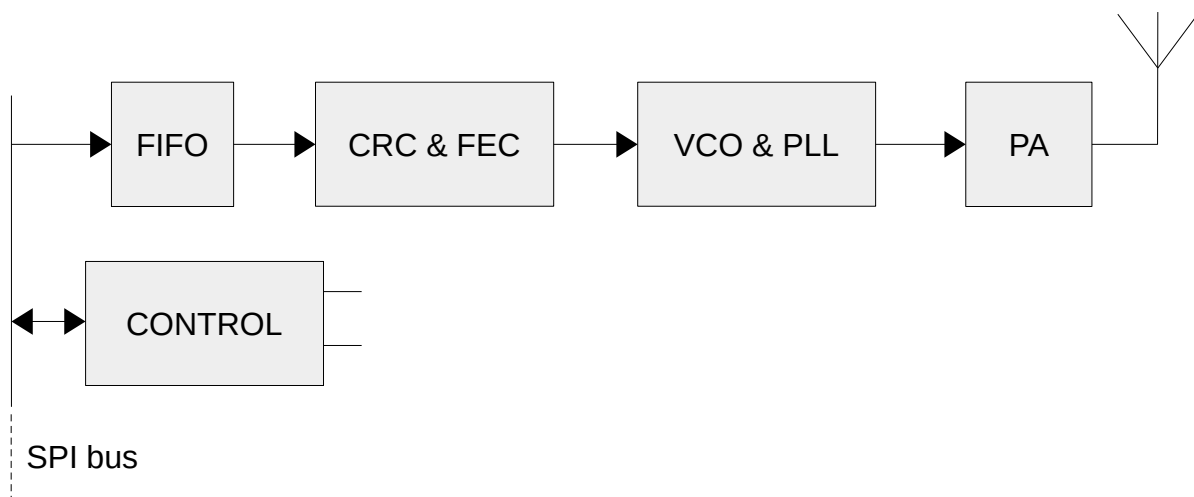 FIFO
CRC & FEC
VCO & PLL
PA
CONTROL
SPI bus